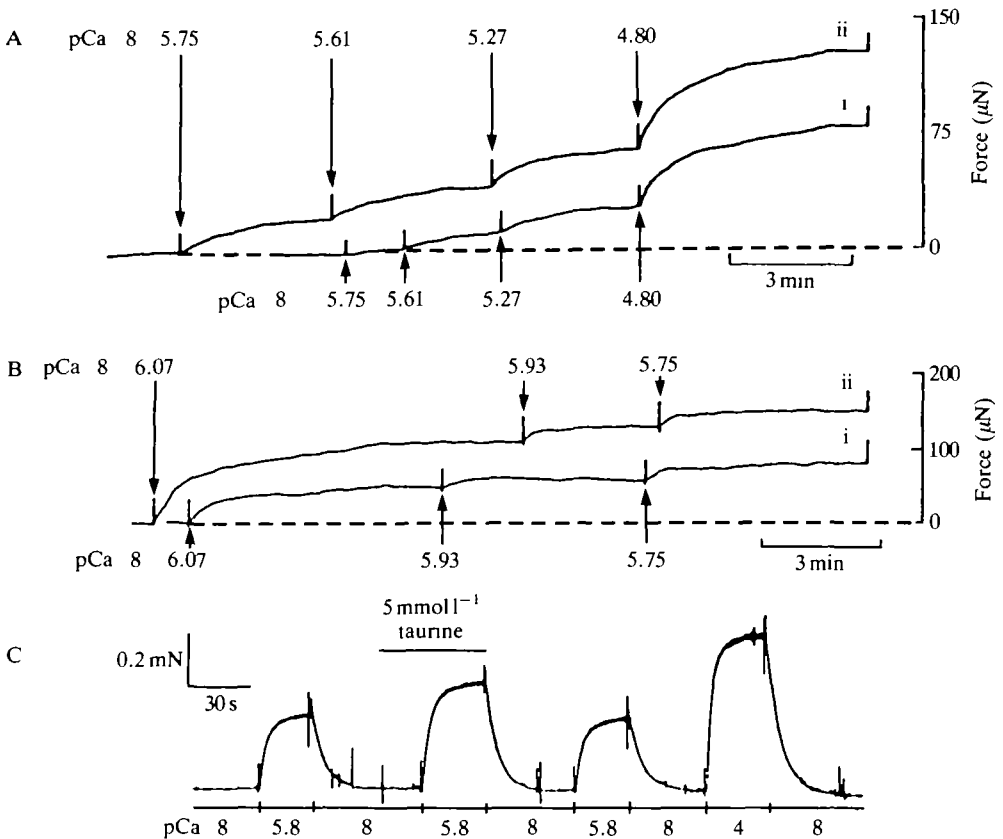 A pCa 8 5.75 5.61 5.27 4.80 ii 150
i 75
0
Force (μN)
3 min
pCa 8 5.75 5.61 5.27 4.80
B pCa 8 6.07 5.93 5.75 ii 200
i 100
0
Force (μN)
pCa 8 6.07 5.93 5.75 3 min
5 mmol l⁻¹
taurine
C 0.2 mN
30 s
pCa 8 5.8 8 5.8 8 5.8 8 4 8